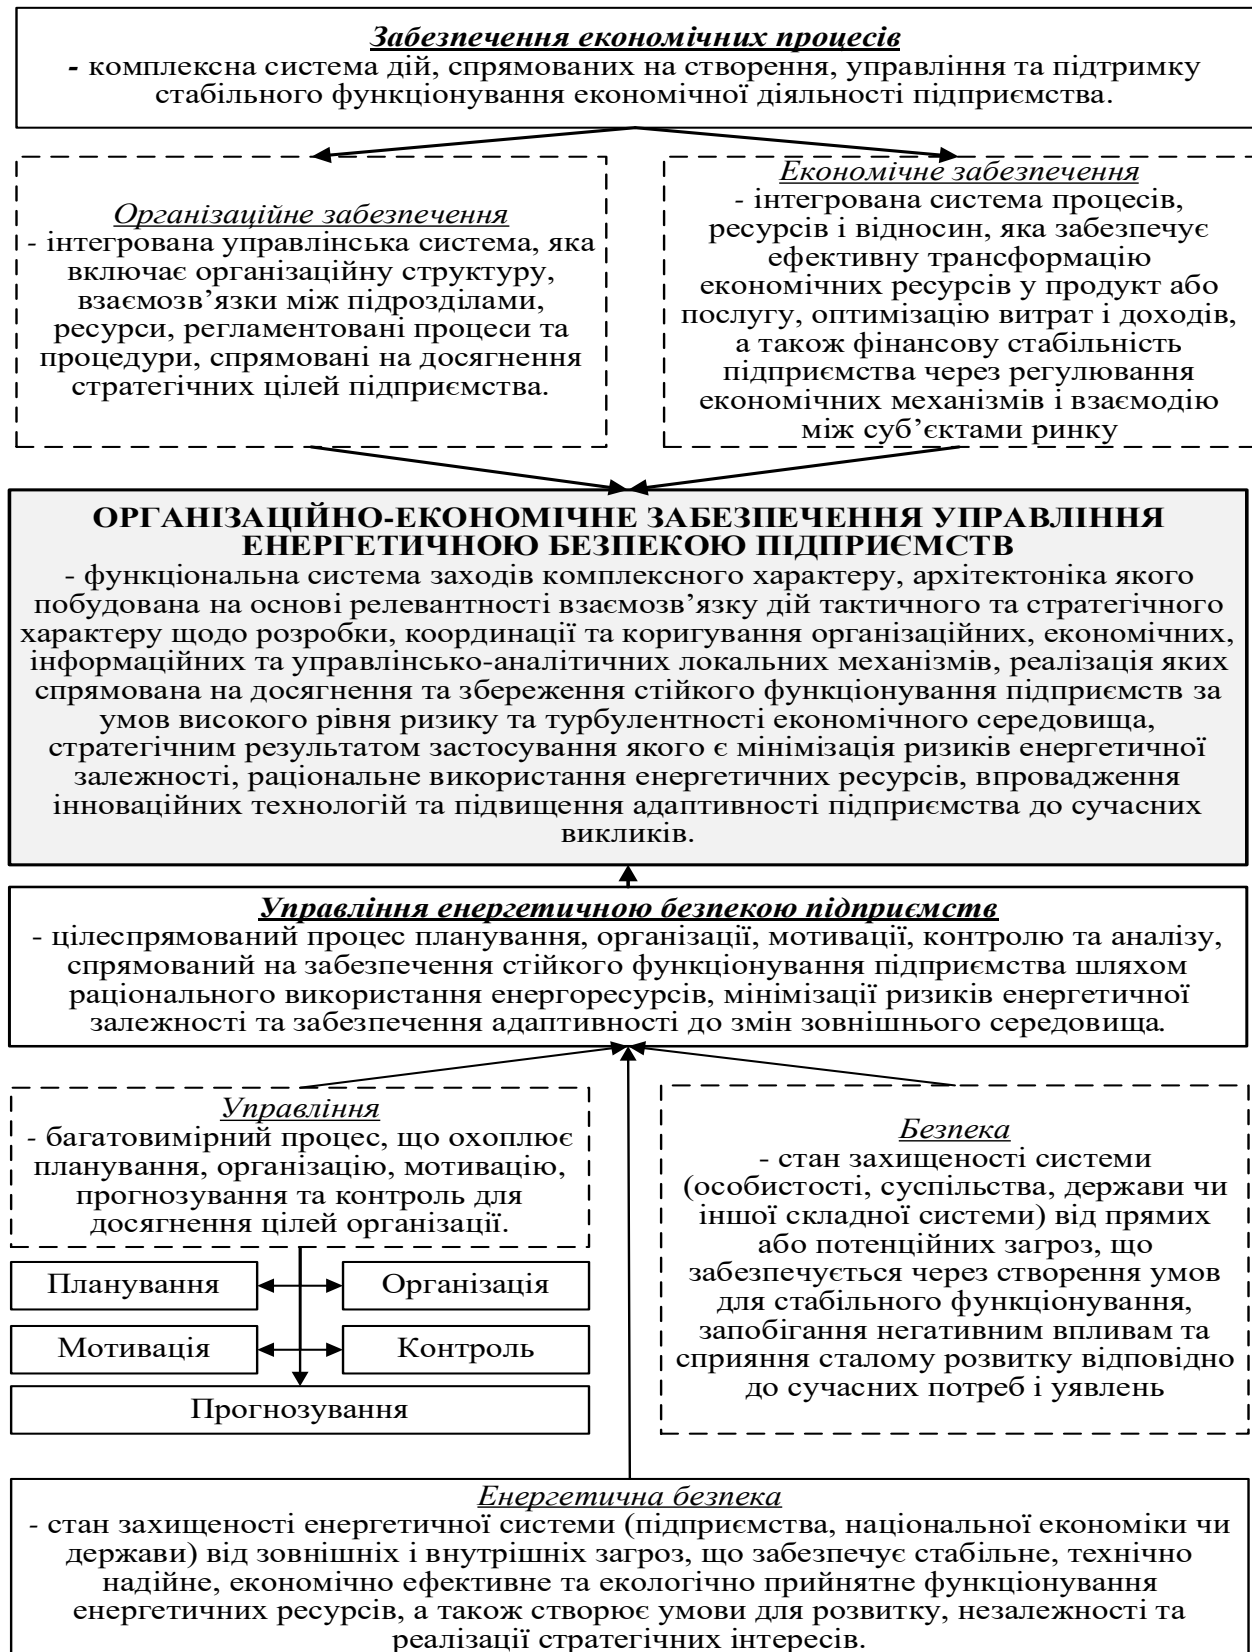 Забезпечення економічних процесів
- комплексна система дій, спрямованих на створення, управління та підтримку
стабільного функціонування економічної діяльності підприємства.
Організаційне забезпечення
- інтегрована управлінська система, яка
включає організаційну структуру,
взаємозв’язки між підрозділами,
ресурси, регламентовані процеси та
процедури, спрямовані на досягнення
стратегічних цілей підприємства.
Економічне забезпечення
- інтегрована система процесів,
ресурсів і відносин, яка забезпечує
ефективну трансформацію
економічних ресурсів у продукт або
послугу, оптимізацію витрат і доходів,
а також фінансову стабільність
підприємства через регулювання
економічних механізмів і взаємодію
між суб’єктами ринку
ОРГАНІЗАЦІЙНО-ЕКОНОМІЧНЕ ЗАБЕЗПЕЧЕННЯ УПРАВЛІННЯ
ЕНЕРГЕТИЧНОЮ БЕЗПЕКОЮ ПІДПРИЄМСТВ
- функціональна система заходів комплексного характеру, архітектоніка якого
побудована на основі релевантності взаємозв’язку дій тактичного та стратегічного
характеру щодо розробки, координації та коригування організаційних, економічних,
інформаційних та управлінсько-аналітичних локальних механізмів, реалізація яких
спрямована на досягнення та збереження стійкого функціонування підприємств за
умов високого рівня ризику та турбулентності економічного середовища,
стратегічним результатом застосування якого є мінімізація ризиків енергетичної
залежності, раціональне використання енергетичних ресурсів, впровадження
інноваційних технологій та підвищення адаптивності підприємства до сучасних
викликів.
Управління енергетичною безпекою підприємств
- цілеспрямований процес планування, організації, мотивації, контролю та аналізу,
спрямований на забезпечення стійкого функціонування підприємства шляхом
раціонального використання енергоресурсів, мінімізації ризиків енергетичної
залежності та забезпечення адаптивності до змін зовнішнього середовища.
Управління
- багатовимірний процес, що охоплює
планування, організацію, мотивацію,
прогнозування та контроль для
досягнення цілей організації.
Планування
Організація
Мотивація
Контроль
Прогнозування
Безпека
- стан захищеності системи
(особистості, суспільства, держави чи
іншої складної системи) від прямих
або потенційних загроз, що
забезпечується через створення умов
для стабільного функціонування,
запобігання негативним впливам та
сприяння сталому розвитку відповідно
до сучасних потреб і уявлень
Енергетична безпека
- стан захищеності енергетичної системи (підприємства, національної економіки чи
держави) від зовнішніх і внутрішніх загроз, що забезпечує стабільне, технічно
надійне, економічно ефективне та екологічно прийнятне функціонування
енергетичних ресурсів, а також створює умови для розвитку, незалежності та
реалізації стратегічних інтересів.